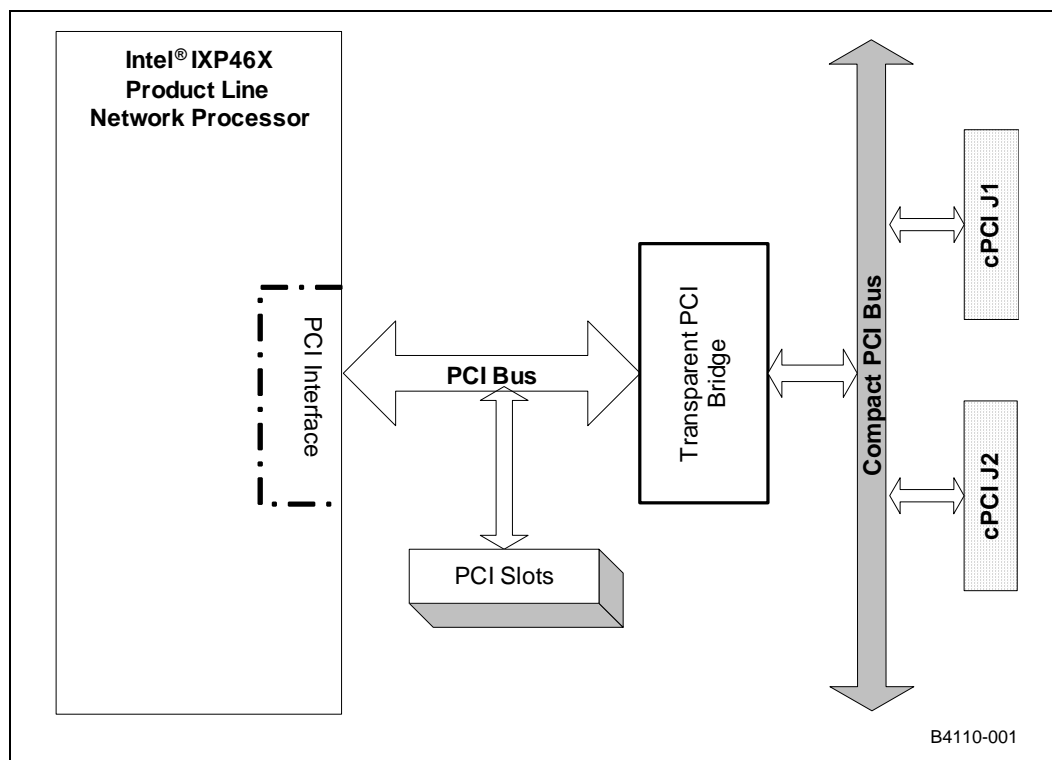 Intel® IXP46X
Product Line
Network Processor
PCI Interface
PCI Bus
PCI Slots
Transparent PCI
Bridge
Compact PCI Bus
cPCI J1
cPCI J2
B4110-001